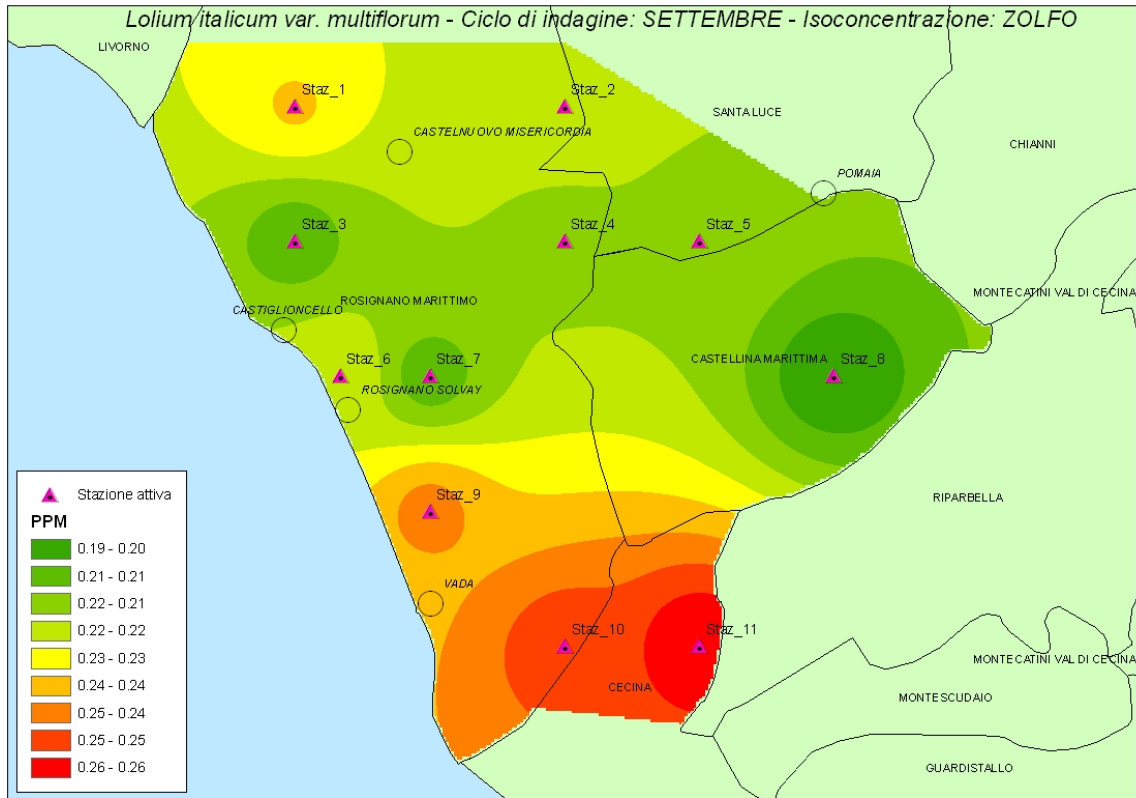 Lolium italicum var. multiflorum - Ciclo di indagine: SETTEMBRE - Isoconcentrazione: ZOLFO
LIVORNO
Staz_1
Staz_2
SANTA LUCE
CASTELNUOVO MISERICORDIA
CHIANNI
POMAIA
Staz_3
Staz_4
Staz_5
MONTECATINI VAL DI CECINA
ROSIGNANO MARITTIMO
CASTIGLIONCELLO
Staz_6
Staz_7
CASTELLINA MARITTIMA
Staz_8
ROSIGNANO SOLVAY
Staz_9
RIPARBELLA
VADA
Staz_10
Staz_11
CECINA
MONTECATINI VAL DI CECINA
MONTESCUDAIO
GUARDISTALLO
Stazione attiva
PPM
0.19 - 0.20
0.21 - 0.21
0.22 - 0.21
0.22 - 0.22
0.23 - 0.23
0.24 - 0.24
0.25 - 0.24
0.25 - 0.25
0.26 - 0.26